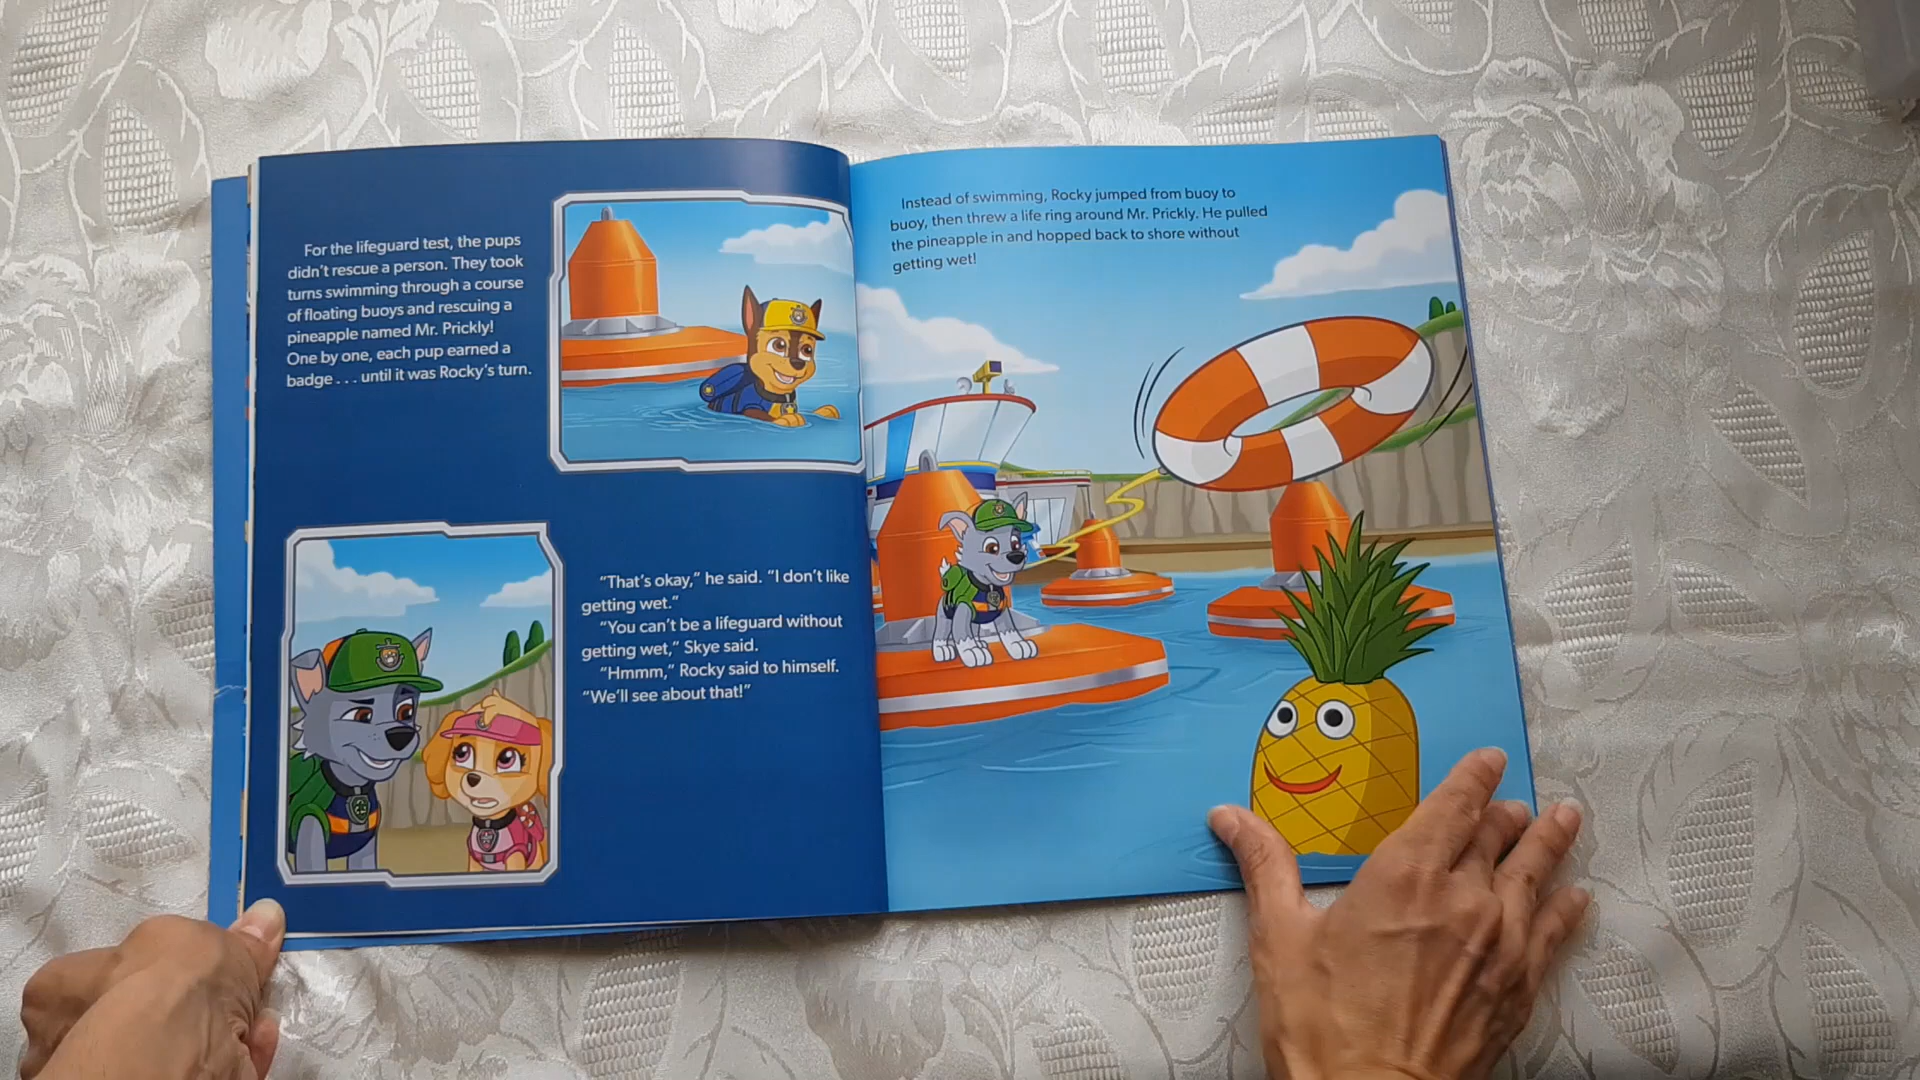 For the lifeguard test, the pups
didn't rescue a person. They took
turns swimming through a course
of floating buoys and rescuing a
pineapple named Mr. Prickly!
One by one, each pup earned a
badge . . . until it was Rocky's turn.
"That's okay," he said. "I don't like
getting wet."
"You can't be a lifeguard without
getting wet," Skye said.
"Hmmm," Rocky said to himself.
"We'll see about that!"
Instead of swimming, Rocky jumped from buoy to
buoy, then threw a life ring around Mr. Prickly. He pulled
the pineapple in and hopped back to shore without
getting wet!